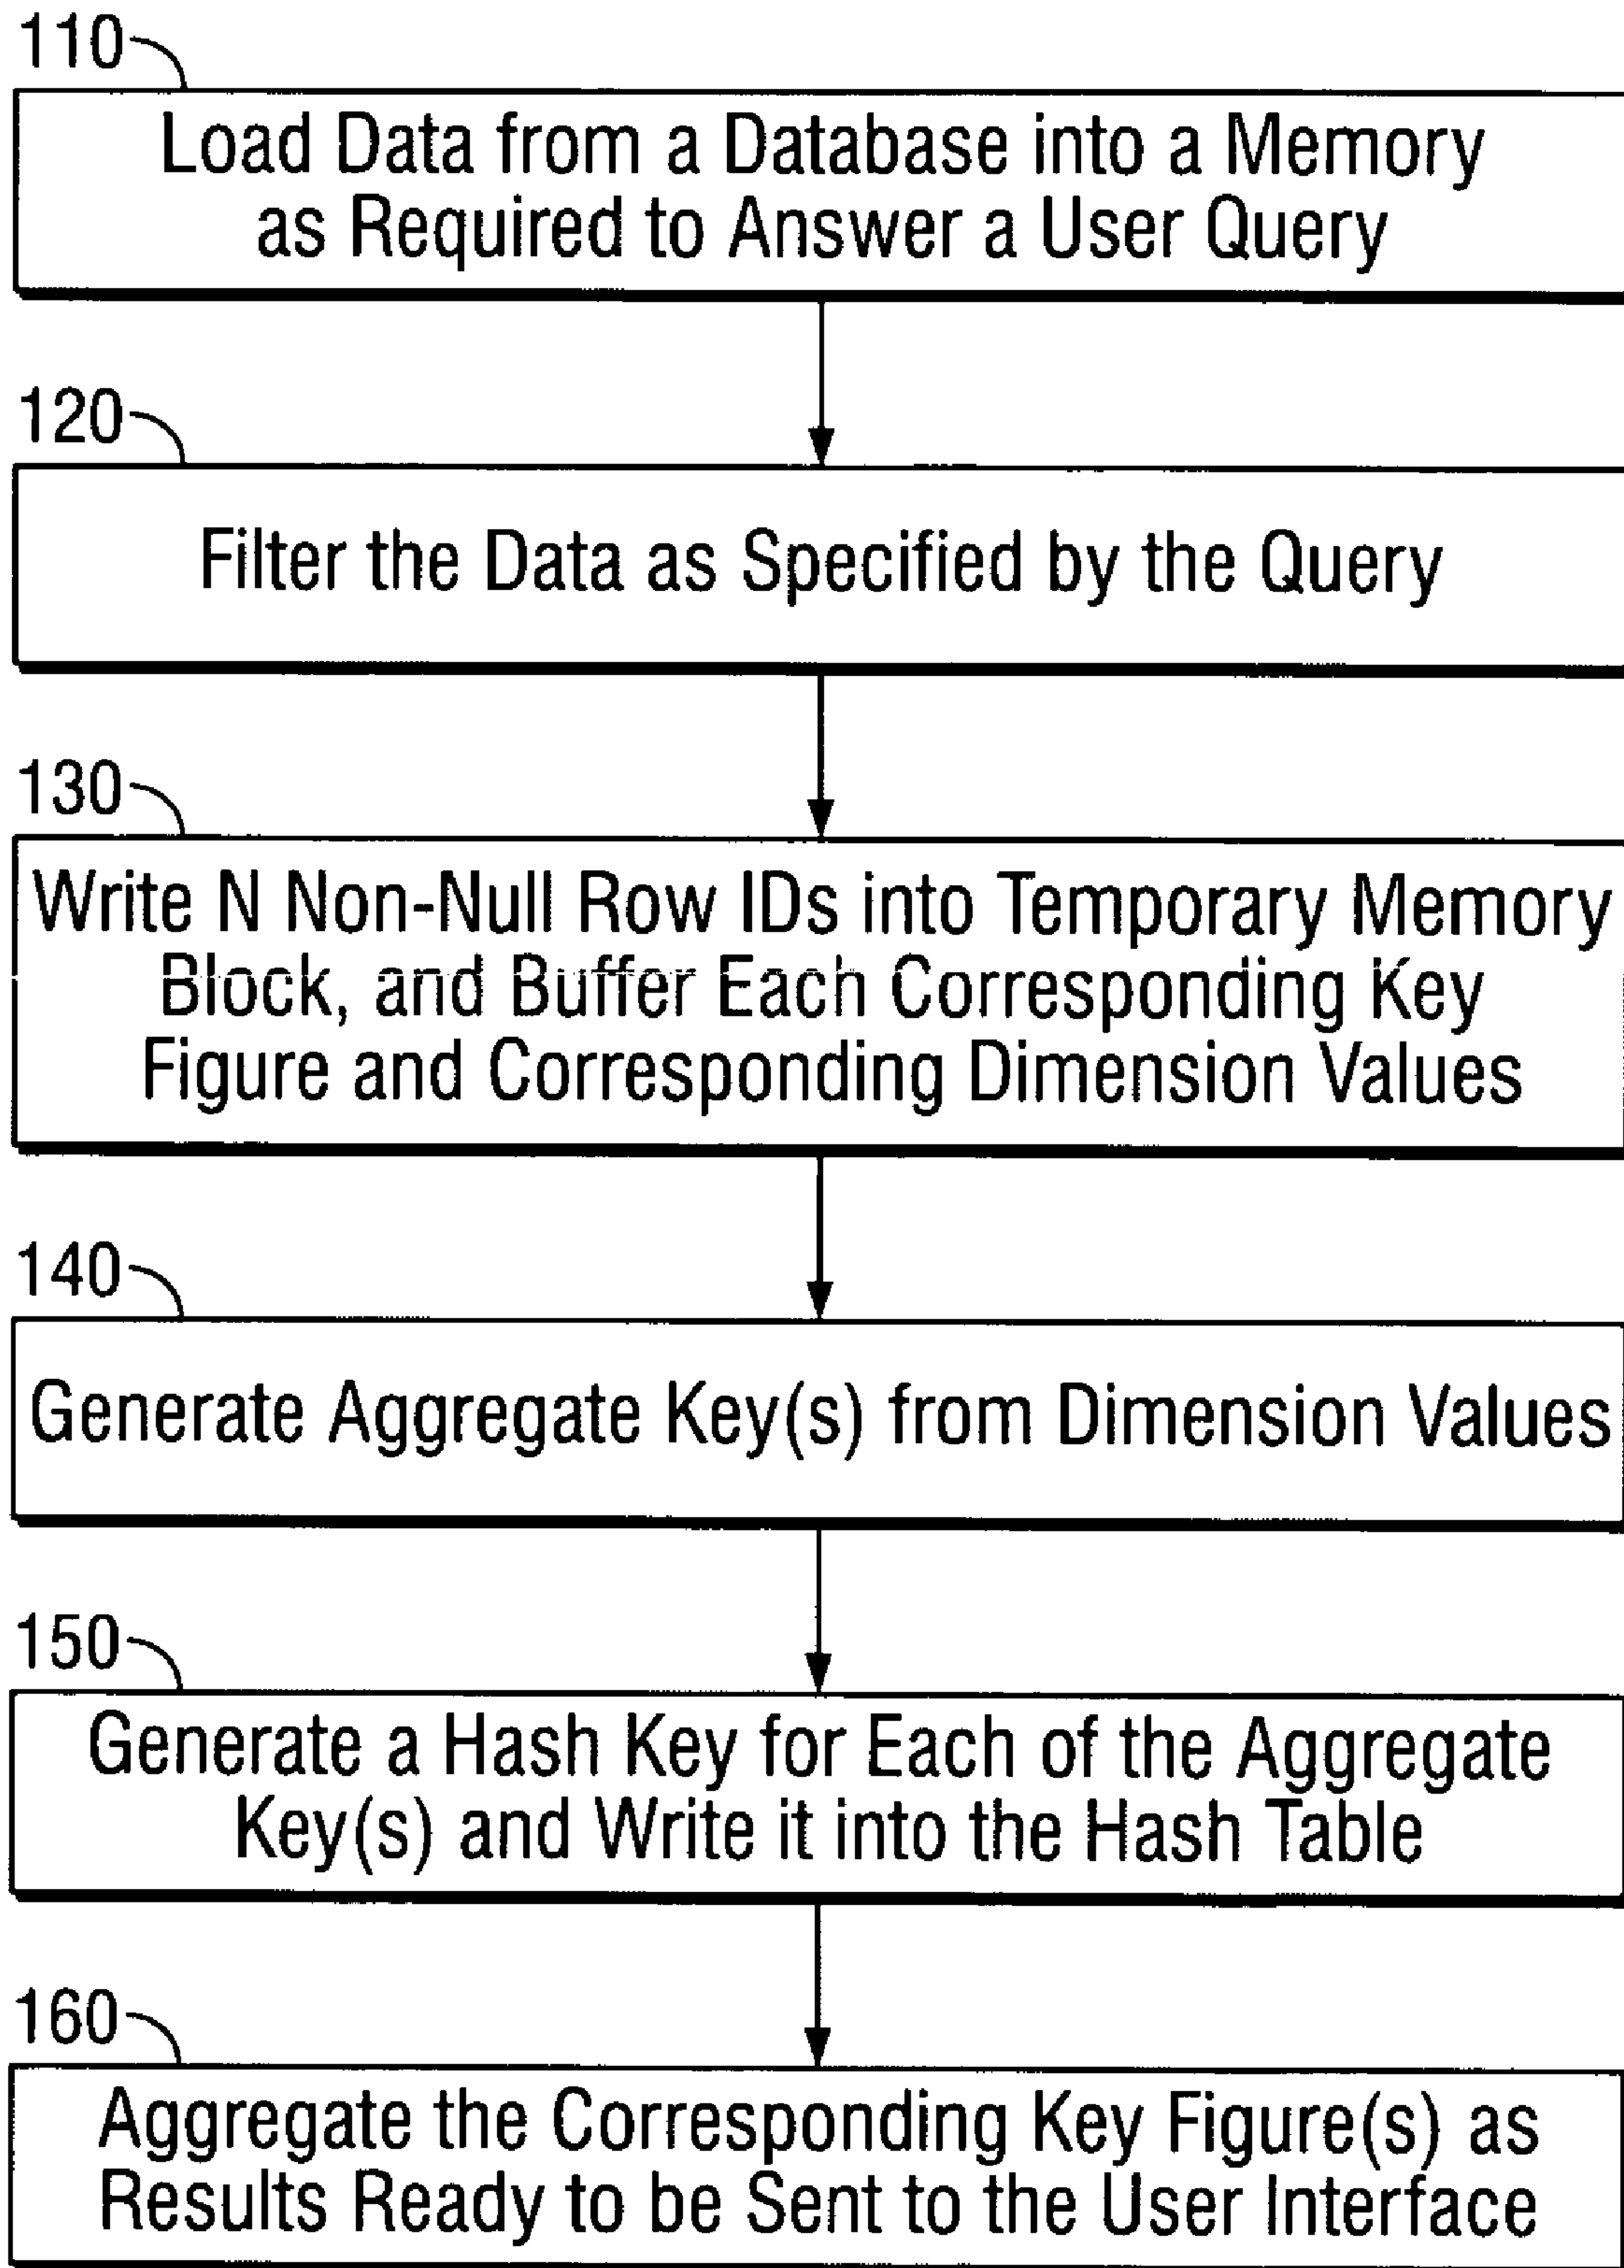 110
Load Data from a Database into a Memory
as Required to Answer a User Query
120
Filter the Data as Specified by the Query
130
Write N Non-Null Row IDs into Temporary Memory
Block, and Buffer Each Corresponding Key
Figure and Corresponding Dimension Values
140
Generate Aggregate Key(s) from Dimension Values
150
Generate a Hash Key for Each of the Aggregate
Key(s) and Write it into the Hash Table
160
Aggregate the Corresponding Key Figure(s) as
Results Ready to be Sent to the User Interface